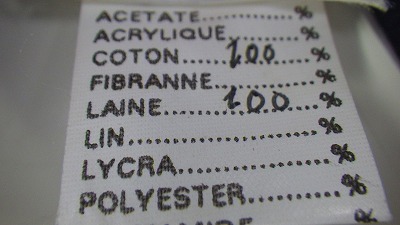 ACETATE..............%
ACRYLIQUE............%
COTON......100......%
FIBRANNE.............%
LAINE......100......%
LIN..................%
LYCRA................%
POLYESTER............%